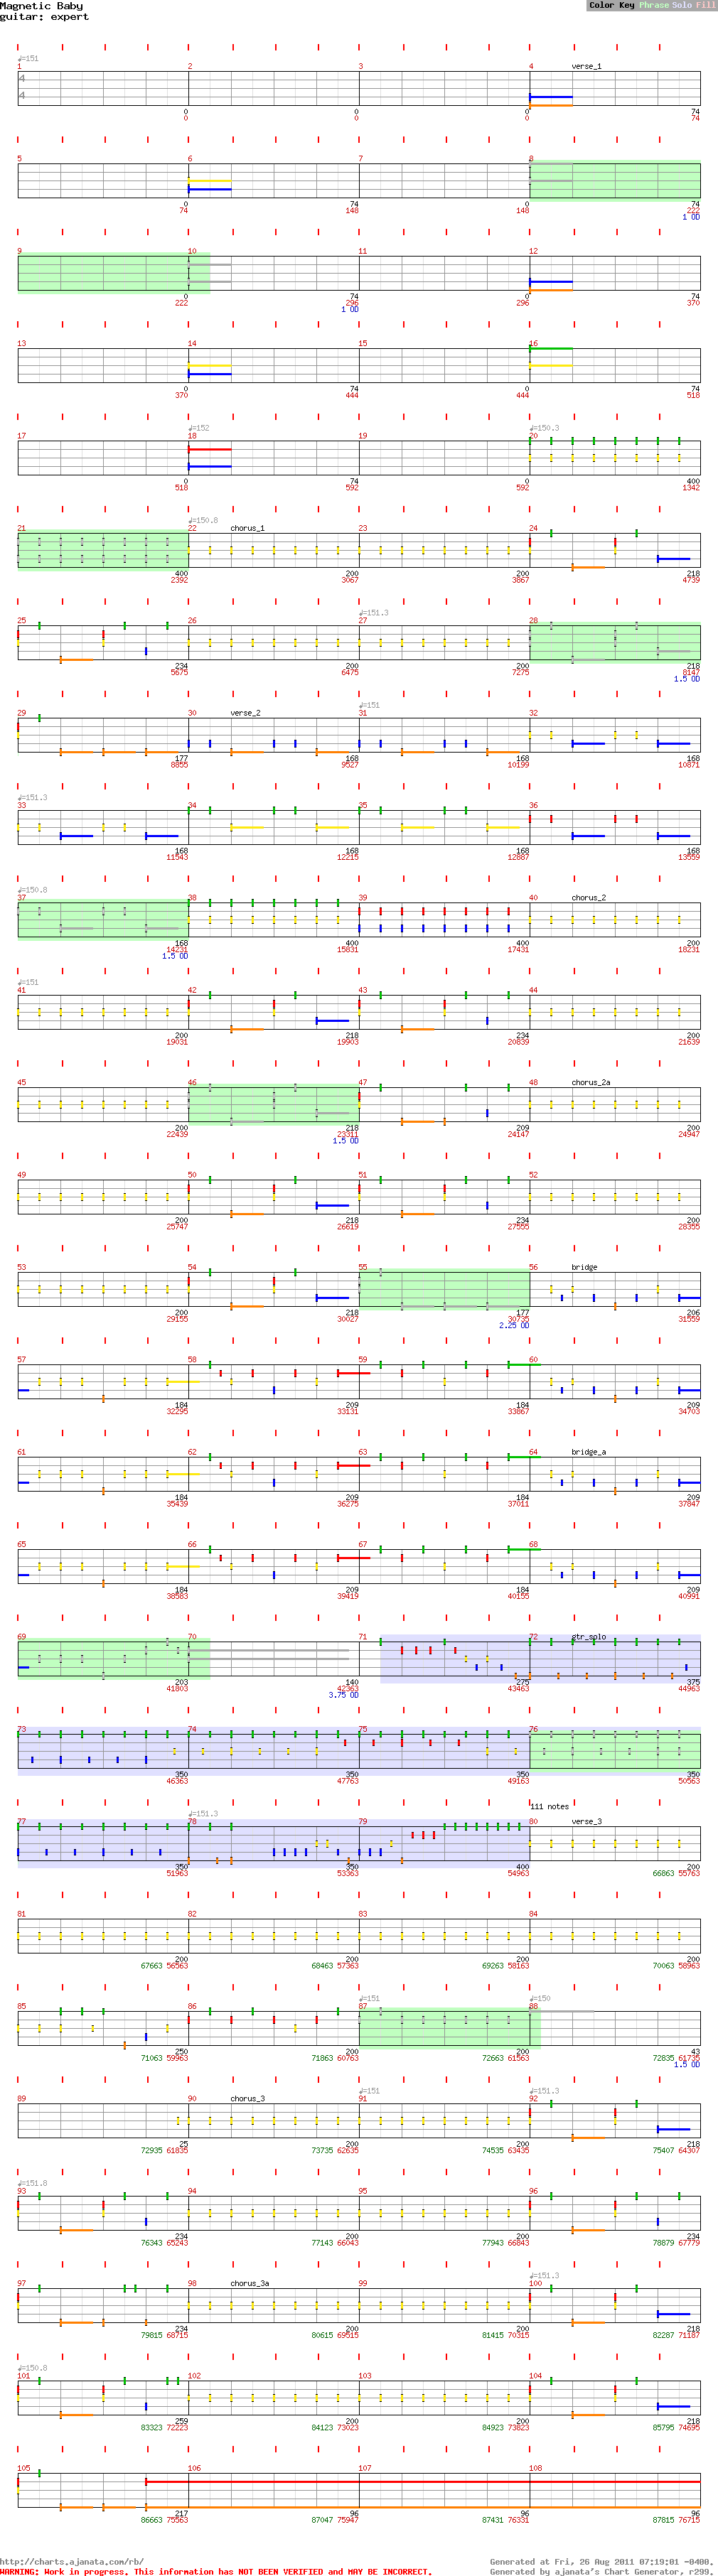 Magnetic Baby
guitar: expert
Color Key Phrase Solo Fill
♩=151
1 2 3 4 verse_1
4
4
0 0 0 74
0 0 0 74
5 6 7 8
0 74 0 74
74 148 148 222
1 OD
9 10 11 12
0 74 0 74
222 296 296 370
1 OD
13 14 15 16
0 74 0 74
370 444 444 518
♩=152 ♩=150.3
17 18 19 20
0 74 0 400
518 592 592 1342
♩=150.8
21 22 chorus_1 23 24
400 200 200 218
2392 3067 3867 4739
♩=151.3
25 26 27 28
234 200 200 218
5675 6475 7275 8147
1.5 OD
♩=151
29 30 verse_2 31 32
177 168 168 168
8855 9527 10199 10871
♩=151.3
33 34 35 36
168 168 168 168
11543 12215 12887 13559
♩=150.8
37 38 39 40 chorus_2
168 400 400 200
14231 15831 17431 18231
1.5 OD
♩=151
41 42 43 44
200 218 234 200
19031 19903 20839 21639
45 46 47 48 chorus_2a
200 218 209 200
22439 23311 24147 24947
1.5 OD
49 50 51 52
200 218 234 200
25747 26619 27555 28355
53 54 55 56 bridge
200 218 177 206
29155 30027 30735 31559
2.25 OD
57 58 59 60
184 209 184 209
32295 33131 33867 34703
61 62 63 64 bridge_a
184 209 184 209
35439 36275 37011 37847
65 66 67 68
184 209 184 209
38583 39419 40155 40991
69 70 71 72 gtr_solo
203 140 275 375
41803 42363 43463 44963
3.75 OD
73 74 75 76
350 350 350 350
46363 47763 49163 50563
111 notes
♩=151.3
77 78 79 80 verse_3
350 350 400 200
51963 53363 54963 66863 55763
81 82 83 84
200 200 200 200
67663 56563 68463 57363 69263 58163 70063 58963
♩=151 ♩=150
85 86 87 88
250 200 200 43
71063 59963 71863 60763 72663 61563 72835 61735
1.5 OD
♩=151 ♩=151.3
89 90 chorus_3 91 92
25 200 200 218
72935 61835 73735 62635 74535 63435 75407 64307
♩=151.8
93 94 95 96
234 200 200 234
76343 65243 77143 66043 77943 66843 78879 67779
♩=151.3
97 98 chorus_3a 99 100
234 200 200 218
79815 68715 80615 69515 81415 70315 82287 71187
♩=150.8
101 102 103 104
259 200 200 218
83323 72223 84123 73023 84923 73823 85795 74695
105 106 107 108
217 96 96 96
86663 75563 87047 75947 87431 76331 87815 76715
http://charts.ajanata.com/rb/ Generated at Fri, 26 Aug 2011 07:19:01 -0400.
WARNING: Work in progress. This information has NOT BEEN VERIFIED and MAY BE INCORRECT. Generated by ajanata's Chart Generator, r299.